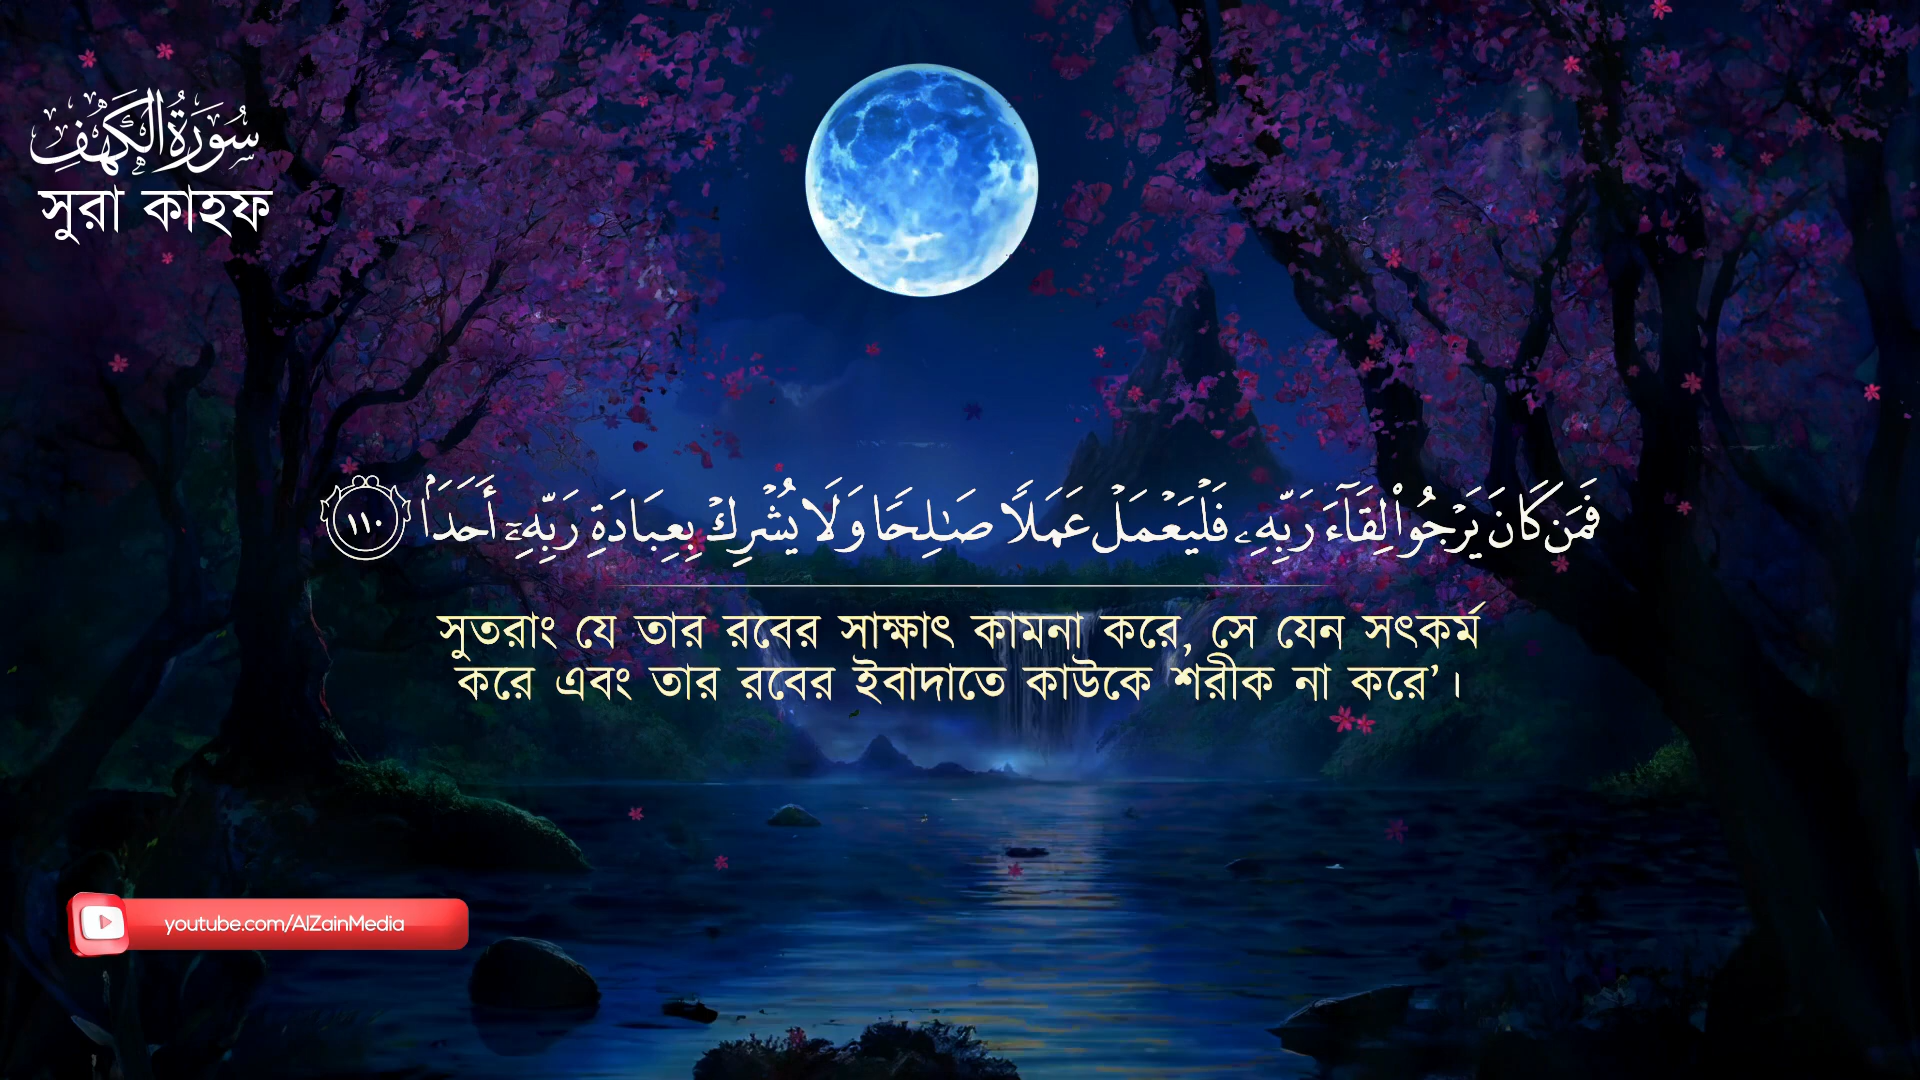 سُورَةُ الكَهْفِ
সুরা কাহফ
فَمَن كَانَ يَرْجُوا۟ لِقَآءَ رَبِّهِۦ فَلْيَعْمَلْ عَمَلًا صَٰلِحًا وَلَا يُشْرِكْ بِعِبَادَةِ رَبِّهِۦٓ أَحَدَۢا ١١٠
সুতরাং যে তার রবের সাক্ষাৎ কামনা করে, সে যেন সৎকর্ম
করে এবং তার রবের ইবাদাতে কাউকে শরীক না করে’।
youtube.com/AlZainMedia